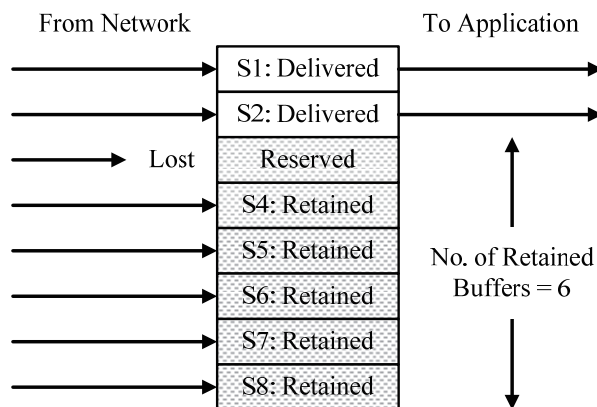 From Network
To Application
S1: Delivered
S2: Delivered
Lost
Reserved
S4: Retained
S5: Retained
S6: Retained
S7: Retained
S8: Retained
No. of Retained
Buffers = 6